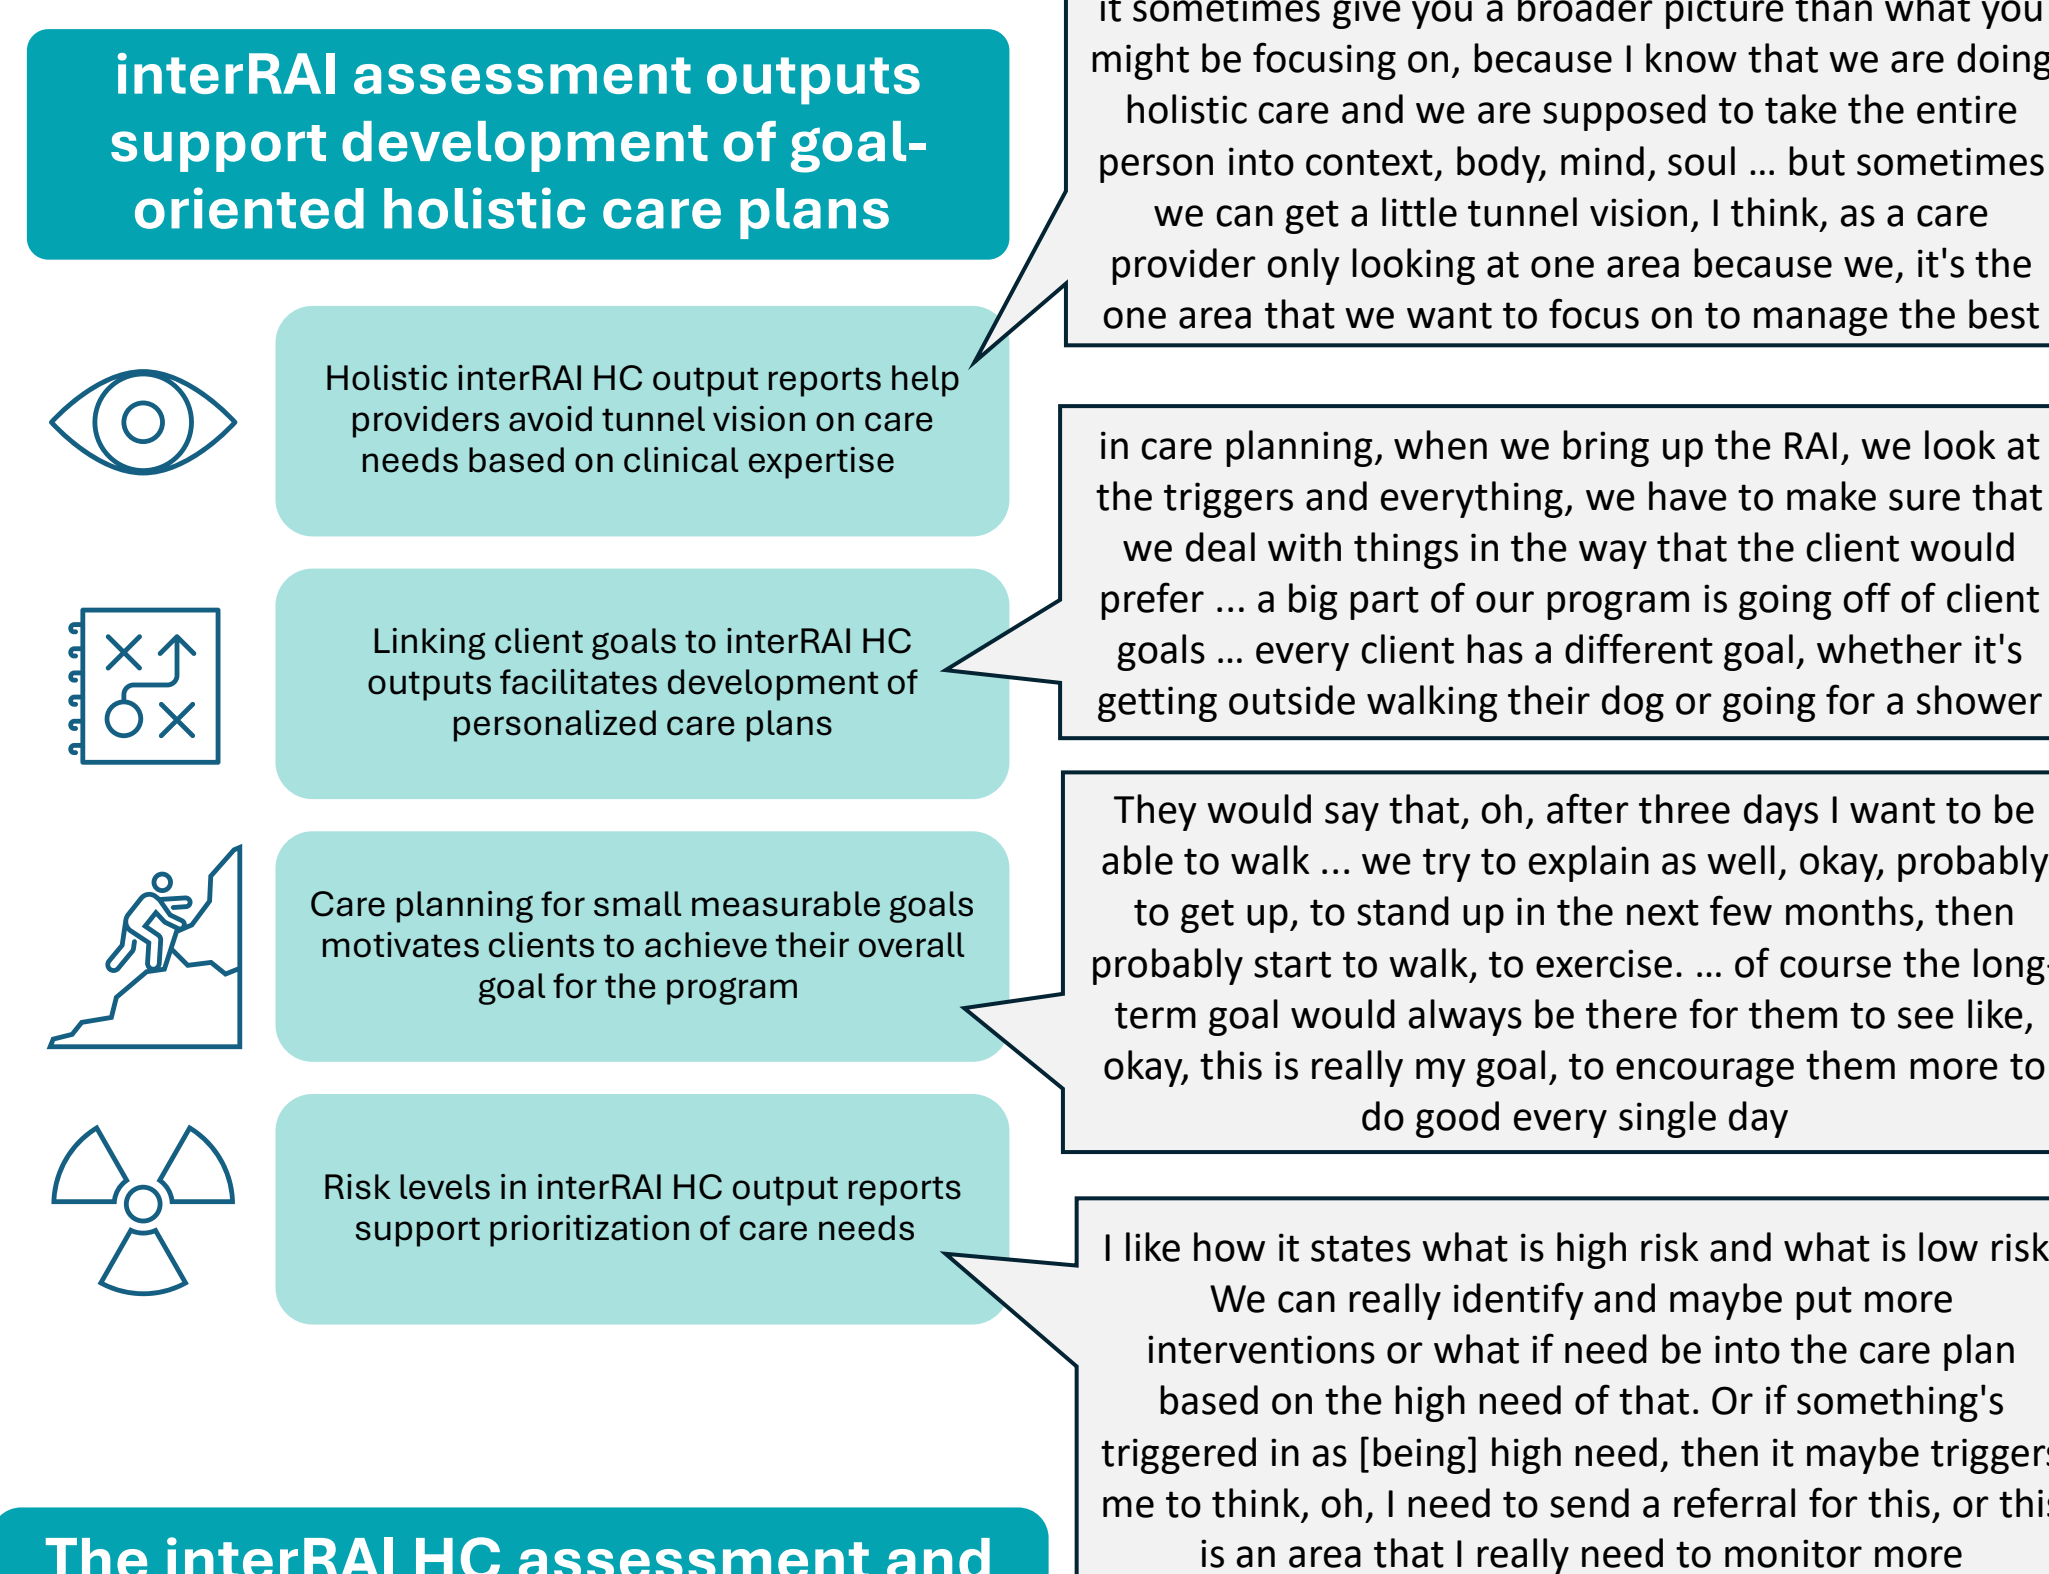 interRAI assessment outputs
support development of goal-
oriented holistic care plans
Holistic interRAI HC output reports help
providers avoid tunnel vision on care
needs based on clinical expertise
Linking client goals to interRAI HC
outputs facilitates development of
personalized care plans
Care planning for small measurable goals
motivates clients to achieve their overall
goal for the program
Risk levels in interRAI HC output reports
support prioritization of care needs
The interRAI HC assessment and
it sometimes give you a broader picture than what you
might be focusing on, because I know that we are doing
holistic care and we are supposed to take the entire
person into context, body, mind, soul ... but sometimes
we can get a little tunnel vision, I think, as a care
provider only looking at one area because we, it's the
one area that we want to focus on to manage the best
in care planning, when we bring up the RAI, we look at
the triggers and everything, we have to make sure that
we deal with things in the way that the client would
prefer ... a big part of our program is going off of client
goals ... every client has a different goal, whether it's
getting outside walking their dog or going for a shower
They would say that, oh, after three days I want to be
able to walk ... we try to explain as well, okay, probably
to get up, to stand up in the next few months, then
probably start to walk, to exercise. ... of course the long-
term goal would always be there for them to see like,
okay, this is really my goal, to encourage them more to
do good every single day
I like how it states what is high risk and what is low risk
We can really identify and maybe put more
interventions or what if need be into the care plan
based on the high need of that. Or if something's
triggered in as [being] high need, then it maybe triggers
me to think, oh, I need to send a referral for this, or this
is an area that I really need to monitor more